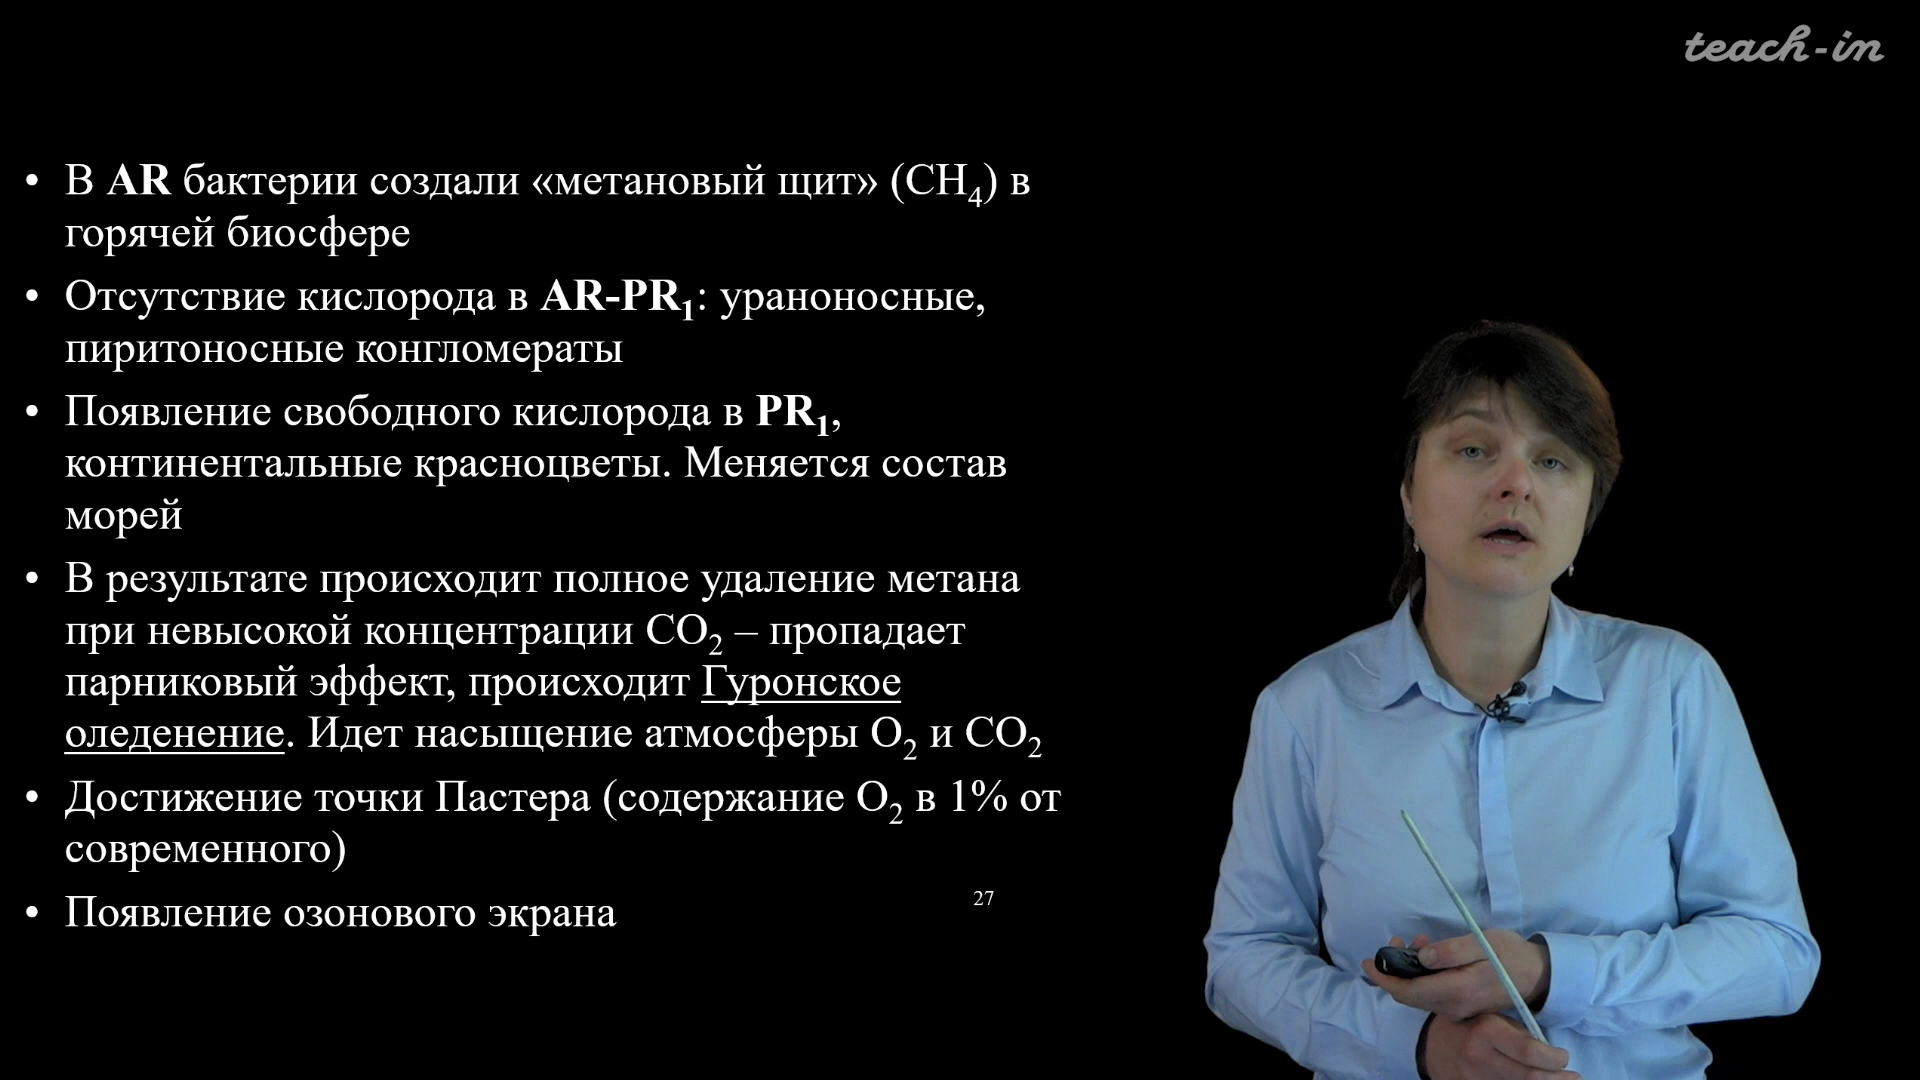 teach-in
• В AR бактерии создали «метановый щит» (CH₄) в
горячей биосфере
• Отсутствие кислорода в AR-PR₁: ураноносные,
пиритоносные конгломераты
• Появление свободного кислорода в PR₁,
континентальные красноцветы. Меняется состав
морей
• В результате происходит полное удаление метана
при невысокой концентрации CO₂ – пропадает
парниковый эффект, происходит Гуронское
оледенение. Идет насыщение атмосферы O₂ и CO₂
• Достижение точки Пастера (содержание O₂ в 1% от
современного)
• Появление озонового экрана
27